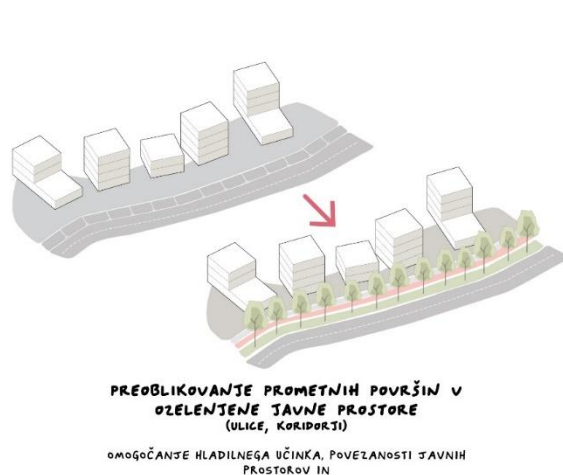 PREOBLIKOVANJE PROMETNIH POVRŠIN V
OZELENJENE JAVNE PROSTORE
(ULICE, KORIDORJI)
OMOGOČANJE HLADILNEGA UČINKA, POVEZANOSTI JAVNIH
PROSTOROV IN